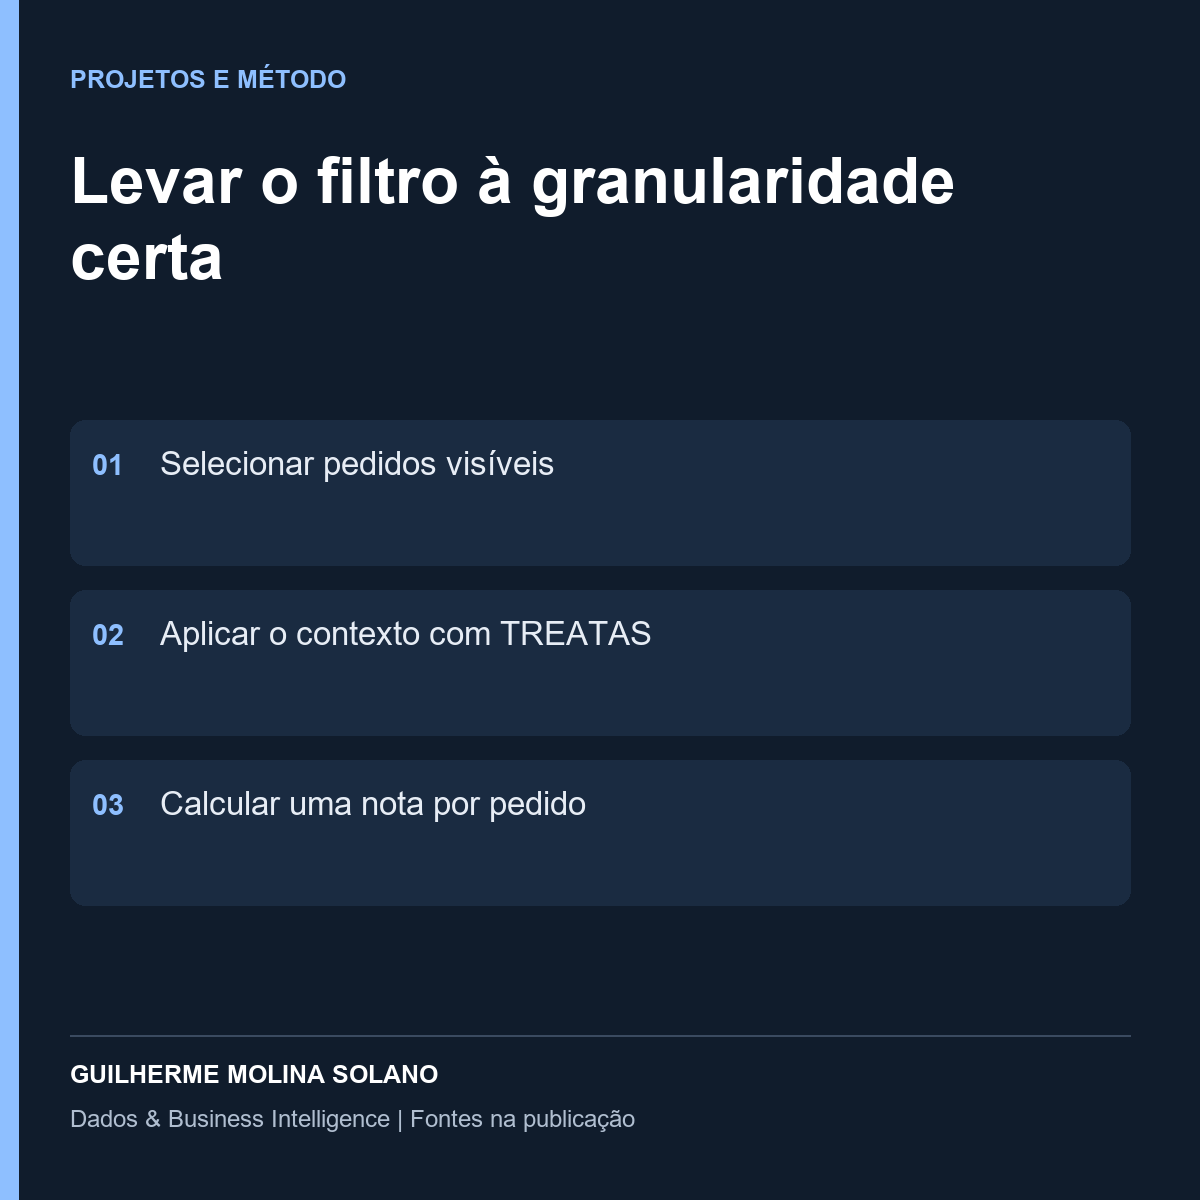 PROJETOS E MÉTODO
Levar o filtro à granularidade
certa
01 Selecionar pedidos visíveis
02 Aplicar o contexto com TREATAS
03 Calcular uma nota por pedido
GUILHERME MOLINA SOLANO
Dados & Business Intelligence | Fontes na publicação